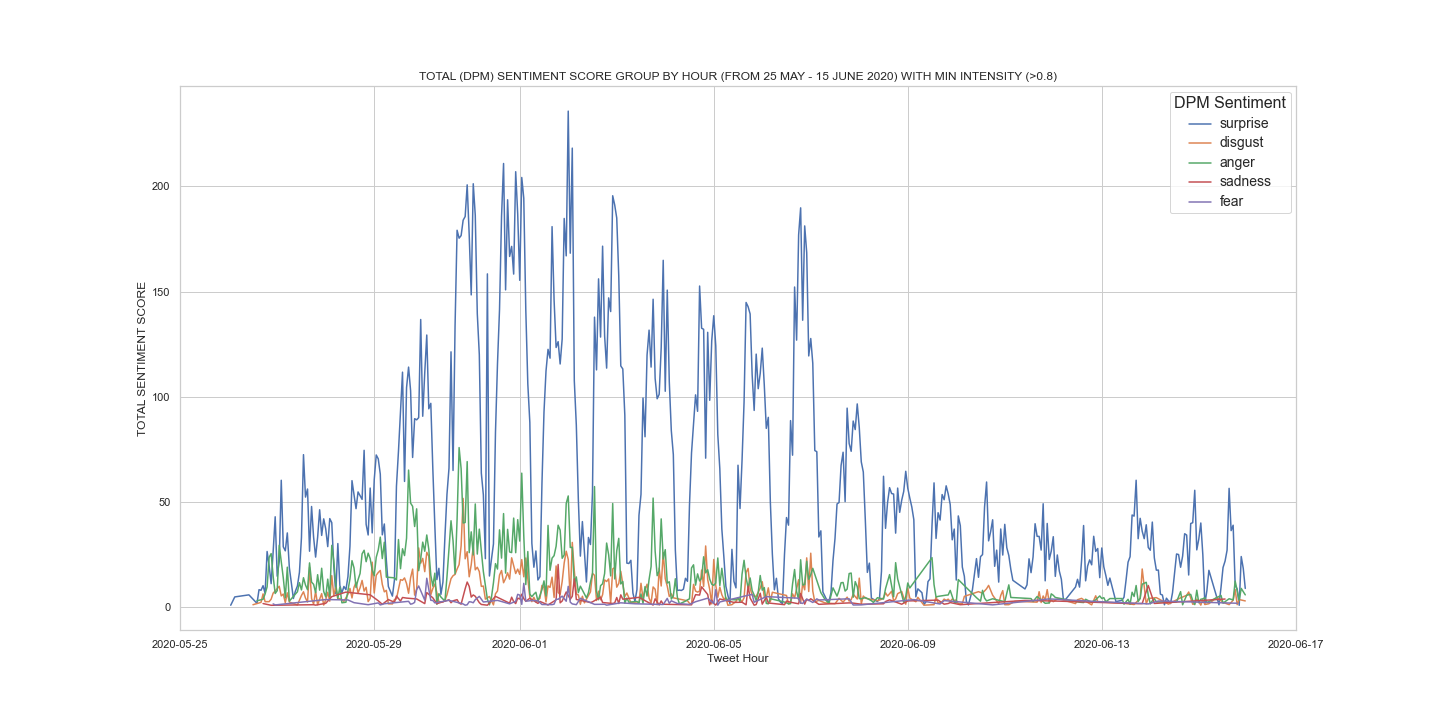 TOTAL (DPM) SENTIMENT SCORE GROUP BY HOUR (FROM 25 MAY - 15 JUNE 2020) WITH MIN INTENSITY (>0.8)
DPM Sentiment
surprise
disgust
anger
sadness
fear
TOTAL SENTIMENT SCORE
200
150
100
50
0
2020-05-25
2020-05-29
2020-06-01
2020-06-05
2020-06-09
2020-06-13
2020-06-17
Tweet Hour